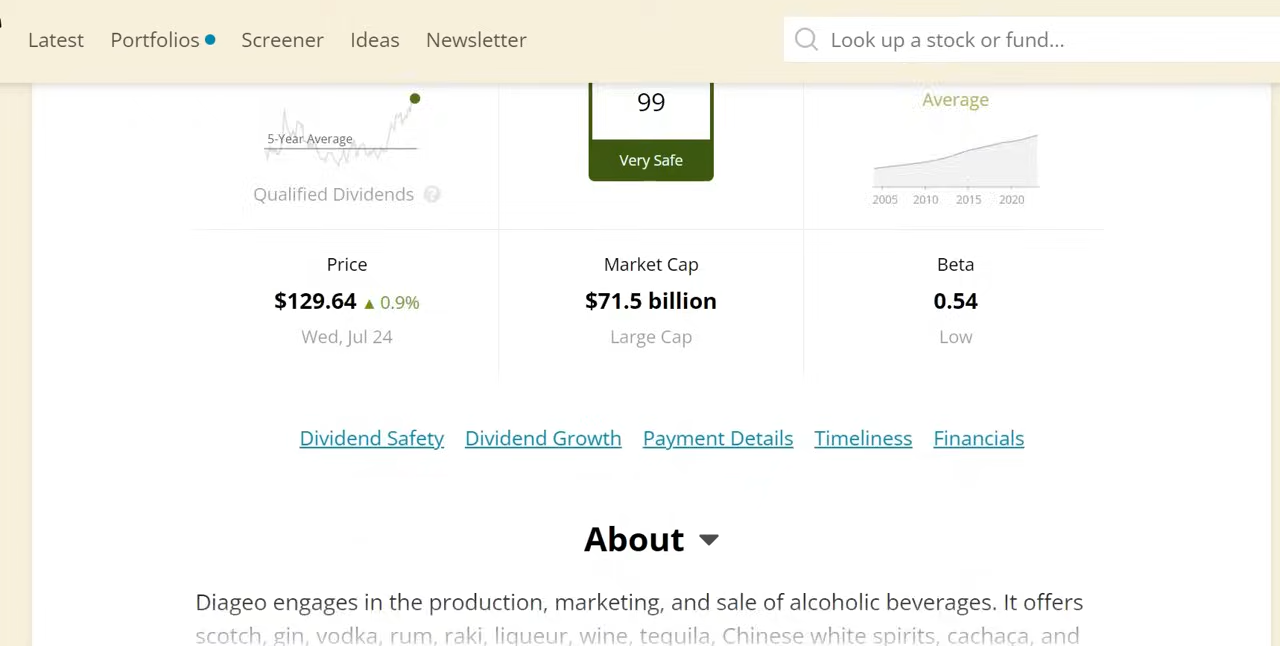 Latest Portfolios Screener Ideas Newsletter
Look up a stock or fund...
5-Year Average
Qualified Dividends ?
99
Very Safe
Average
2005 2010 2015 2020
Price
$129.64 ▲ 0.9%
Wed, Jul 24
Market Cap
$71.5 billion
Large Cap
Beta
0.54
Low
Dividend Safety Dividend Growth Payment Details Timeliness Financials
About
Diageo engages in the production, marketing, and sale of alcoholic beverages. It offers
scotch, gin, vodka, rum, raki, liqueur, wine, tequila, Chinese white spirits, cachaça, and